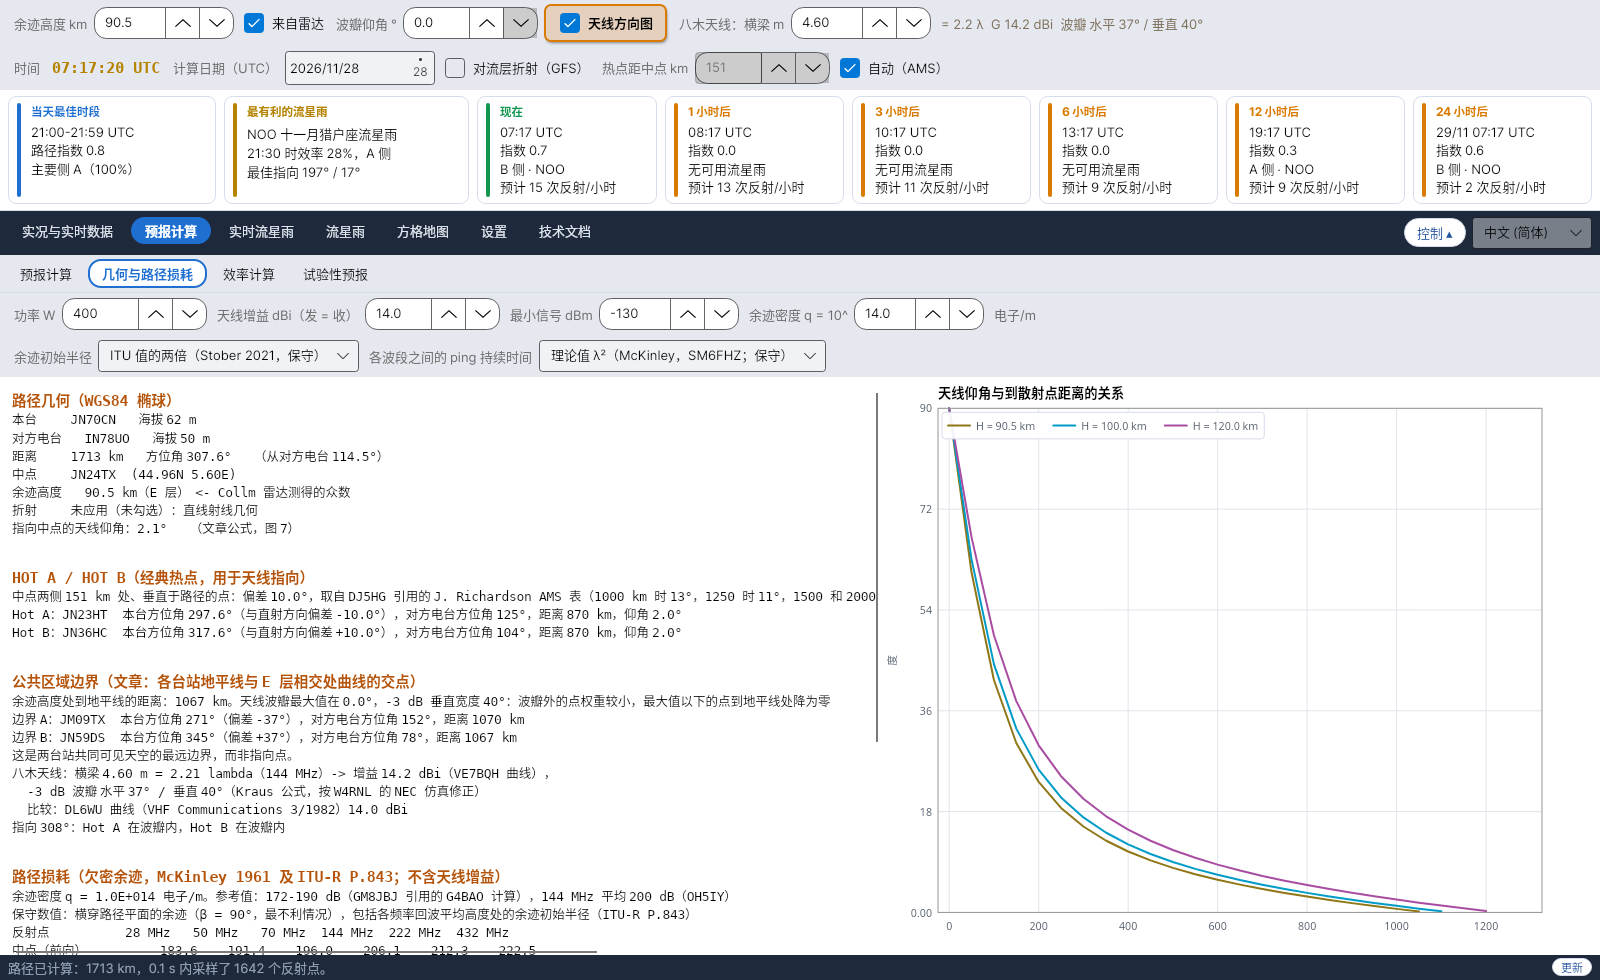 余迹高度 km 90.5 来自雷达 波瓣仰角 ° 0.0 天线方向图 八木天线：横梁 m 4.60 = 2.2 λ G 14.2 dBi 波瓣 水平 37° / 垂直 40°
时间 07:17:20 UTC 计算日期（UTC） 2026/11/28 28 对流层折射（GFS） 热点距中点 km 151 自动（AMS）
当天最佳时段
21:00-21:59 UTC
路径指数 0.8
主要侧 A（100%）
最有利的流星雨
NOO 十一月猎户座流星雨
21:30 时效率 28%，A 侧
最佳指向 197° / 17°
现在
07:17 UTC
指数 0.7
B 侧 · NOO
预计 15 次反射/小时
1 小时后
08:17 UTC
指数 0.0
无可用流星雨
预计 13 次反射/小时
3 小时后
10:17 UTC
指数 0.0
无可用流星雨
预计 11 次反射/小时
6 小时后
13:17 UTC
指数 0.0
无可用流星雨
预计 9 次反射/小时
12 小时后
19:17 UTC
指数 0.3
A 侧 · NOO
预计 9 次反射/小时
24 小时后
29/11 07:17 UTC
指数 0.6
B 侧 · NOO
预计 2 次反射/小时
实况与实时数据 预报计算 实时流星雨 流星雨 方格地图 设置 技术文档 控制 ▴ 中文 (简体)
预报计算 几何与路径损耗 效率计算 试验性预报
功率 W 400 天线增益 dBi（发 = 收） 14.0 最小信号 dBm -130 余迹密度 q = 10^ 14.0 电子/m
余迹初始半径 ITU 值的两倍（Stober 2021，保守） 各波段之间的 ping 持续时间 理论值 λ²（McKinley，SM6FHZ；保守）
路径几何（WGS84 椭球）
本台 JN70CN 海拔 62 m
对方电台 IN78UO 海拔 50 m
距离 1713 km 方位角 307.6° （从对方电台 114.5°）
中点 JN24TX (44.96N 5.60E)
余迹高度 90.5 km（E 层） <- Collm 雷达测得的众数
折射 未应用（未勾选）：直线射线几何
指向中点的天线仰角：2.1° （文章公式，图 7）
HOT A / HOT B（经典热点，用于天线指向）
中点两侧 151 km 处、垂直于路径的点：偏差 10.0°，取自 DJ5HG 引用的 J. Richardson AMS 表（1000 km 时 13°，1250 时 11°，1500 和 2000
Hot A：JN23HT 本台方位角 297.6°（与直射方向偏差 -10.0°），对方电台方位角 125°，距离 870 km，仰角 2.0°
Hot B：JN36HC 本台方位角 317.6°（与直射方向偏差 +10.0°），对方电台方位角 104°，距离 870 km，仰角 2.0°
公共区域边界（文章：各台站地平线与 E 层相交处曲线的交点）
余迹高度处到地平线的距离：1067 km。天线波瓣最大值在 0.0°，-3 dB 垂直宽度 40°：波瓣外的点权重较小，最大值以下的点到地平线处降为零
边界 A：JM09TX 本台方位角 271°（偏差 -37°），对方电台方位角 152°，距离 1070 km
边界 B：JN59DS 本台方位角 345°（偏差 +37°），对方电台方位角 78°，距离 1067 km
这是两台站共同可见天空的最远边界，而非指向点。
八木天线：横梁 4.60 m = 2.21 lambda（144 MHz）-> 增益 14.2 dBi（VE7BQH 曲线），
-3 dB 波瓣 水平 37° / 垂直 40°（Kraus 公式，按 W4RNL 的 NEC 仿真修正）
比较：DL6WU 曲线（VHF Communications 3/1982）14.0 dBi
指向 308°：Hot A 在波瓣内，Hot B 在波瓣内
路径损耗（欠密余迹，McKinley 1961 及 ITU-R P.843；不含天线增益）
余迹密度 q = 1.0E+014 电子/m。参考值：172-190 dB（GM8JBJ 引用的 G4BAO 计算），144 MHz 平均 200 dB（OH5IY）
保守数值：横穿路径平面的余迹（β = 90°，最不利情况），包括各频率回波平均高度处的余迹初始半径（ITU-R P.843）
反射点 28 MHz 50 MHz 70 MHz 144 MHz 222 MHz 432 MHz
中点（前向） 183.6 191.4 196.0 206.1 212.3 222.5
天线仰角与到散射点距离的关系
H = 90.5 km H = 100.0 km H = 120.0 km
度
90
72
54
36
18
0.00
0 200 400 600 800 1000 1200
路径已计算：1713 km，0.1 s 内采样了 1642 个反射点。 更新